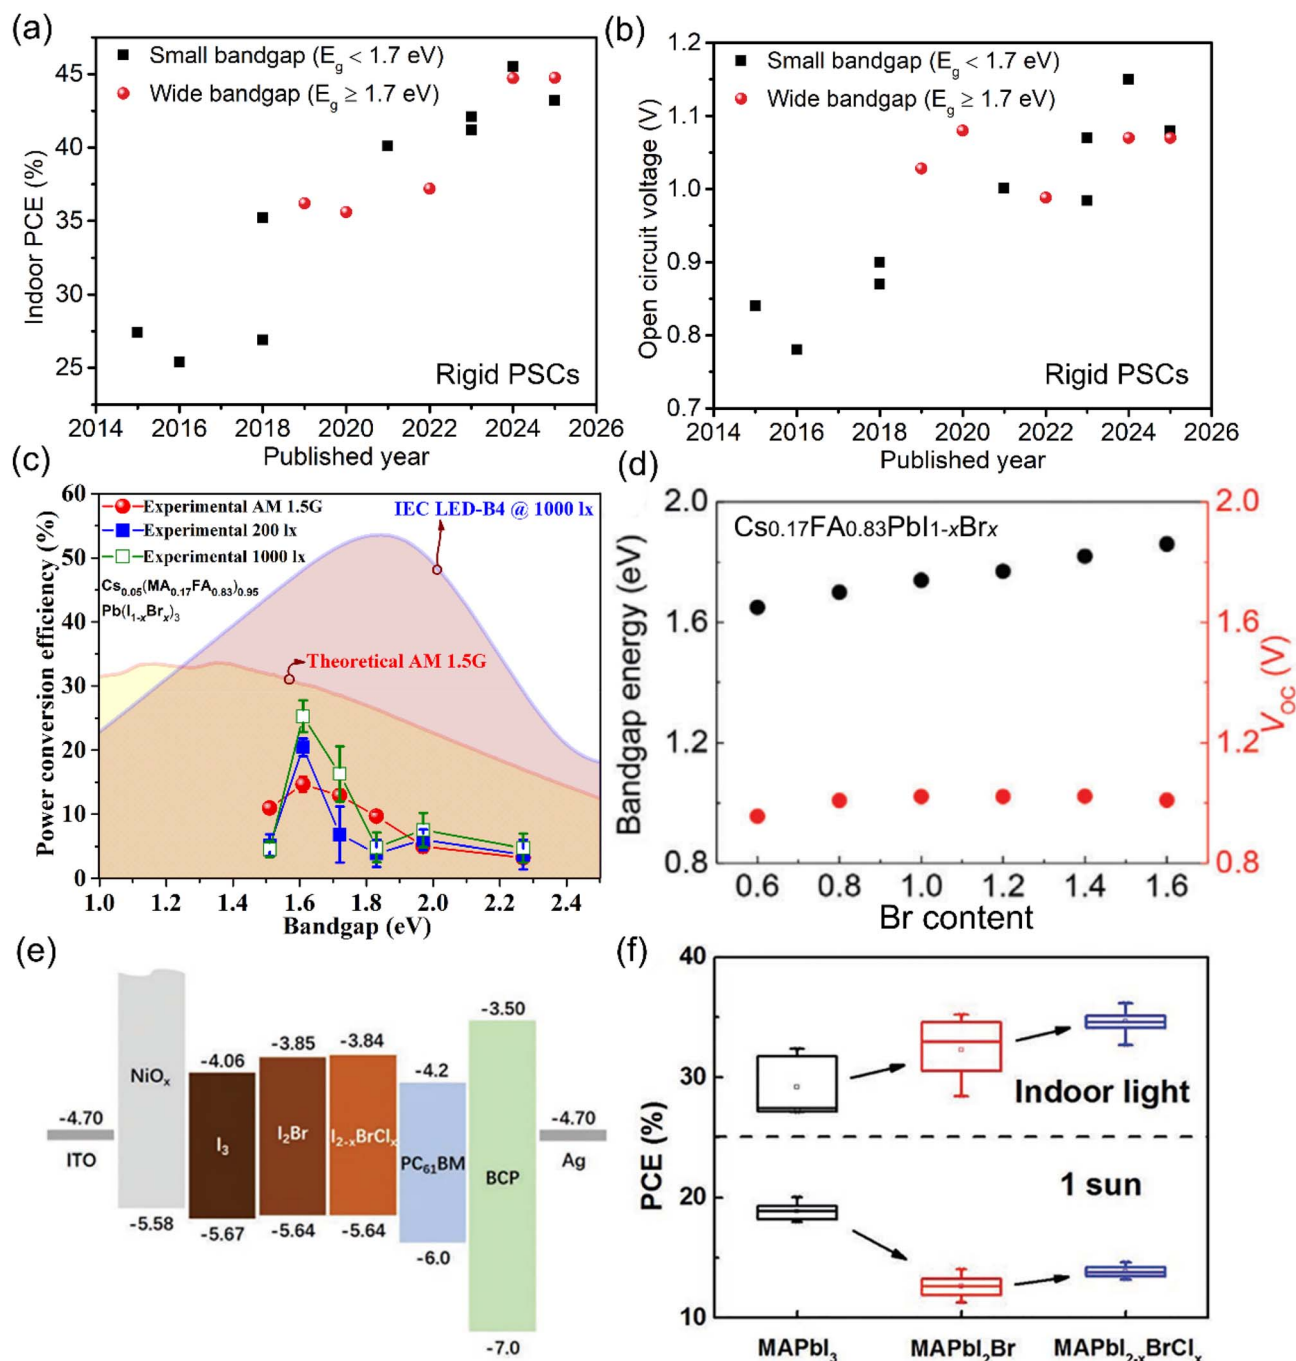 (a)
Small bandgap (Eg < 1.7 eV)
Wide bandgap (Eg ≥ 1.7 eV)
45
40
35
30
25
Indoor PCE (%)
Rigid PSCs
2014 2016 2018 2020 2022 2024 2026
Published year
(b)
Small bandgap (Eg < 1.7 eV)
Wide bandgap (Eg ≥ 1.7 eV)
1.2
1.1
1.0
0.9
0.8
0.7
Open circuit voltage (V)
Rigid PSCs
2014 2016 2018 2020 2022 2024 2026
Published year
(c)
Experimental AM 1.5G
Experimental 200 lx
Experimental 1000 lx
Cs0.05(MA0.17FA0.83)0.95
Pb(I1-xBrx)3
IEC LED-B4 @ 1000 lx
Theoretical AM 1.5G
60
50
40
30
20
10
0
Power conversion efficiency (%)
1.0 1.2 1.4 1.6 1.8 2.0 2.2 2.4
Bandgap (eV)
(d)
Cs0.17FA0.83PbI1-xBrx
2.0
1.6
1.2
0.8
Bandgap energy (eV)
2.0
1.6
1.2
0.8
VOC (V)
0.6 0.8 1.0 1.2 1.4 1.6
Br content
(e)
-4.70
ITO
NiOx
-5.58
-4.06
I3
-5.67
-3.85
I2Br
-5.64
-3.84
I2-xBrClx
-5.64
-4.2
PC61BM
-6.0
-3.50
BCP
-7.0
-4.70
Ag
(f)
40
30
20
10
PCE (%)
Indoor light
1 sun
MAPbI3 MAPbI2Br MAPbI2-xBrClx